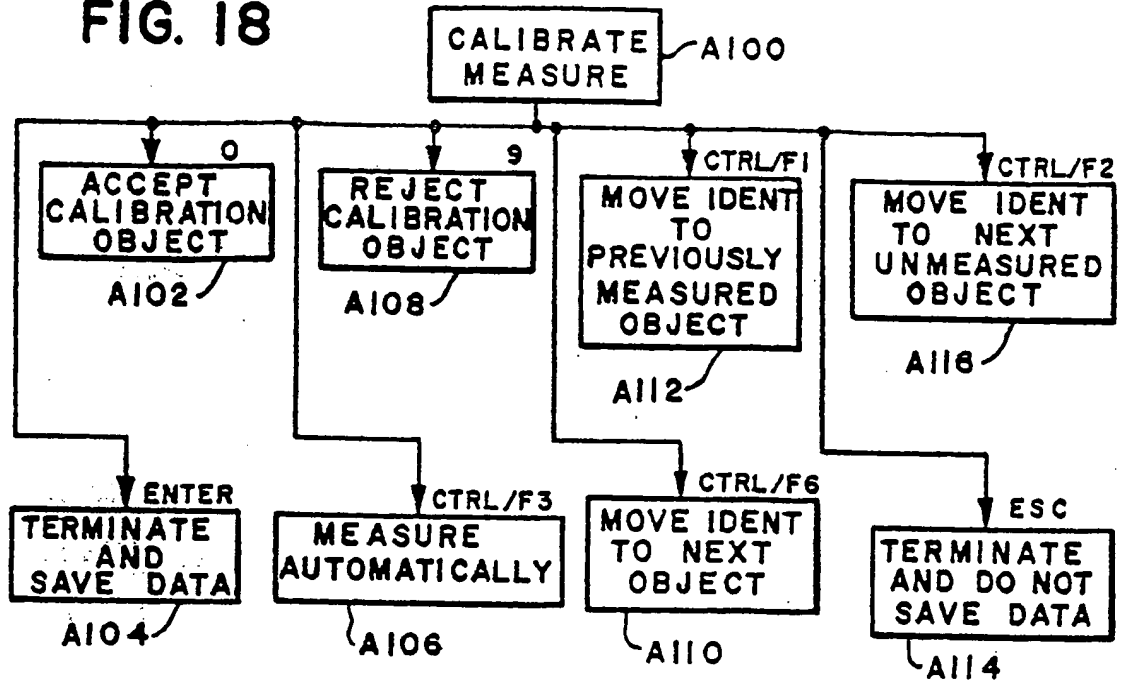 FIG. 18
CALIBRATE
MEASURE
A100
0
ACCEPT
CALIBRATION
OBJECT
A102
9
REJECT
CALIBRATION
OBJECT
A108
CTRL/F1
MOVE IDENT
TO
PREVIOUSLY
MEASURED
OBJECT
A112
CTRL/F2
MOVE IDENT
TO NEXT
UNMEASURED
OBJECT
A116
ENTER
TERMINATE
AND
SAVE DATA
A104
CTRL/F3
MEASURE
AUTOMATICALLY
A106
CTRL/F6
MOVE IDENT
TO NEXT
OBJECT
A110
ESC
TERMINATE
AND DO NOT
SAVE DATA
A114